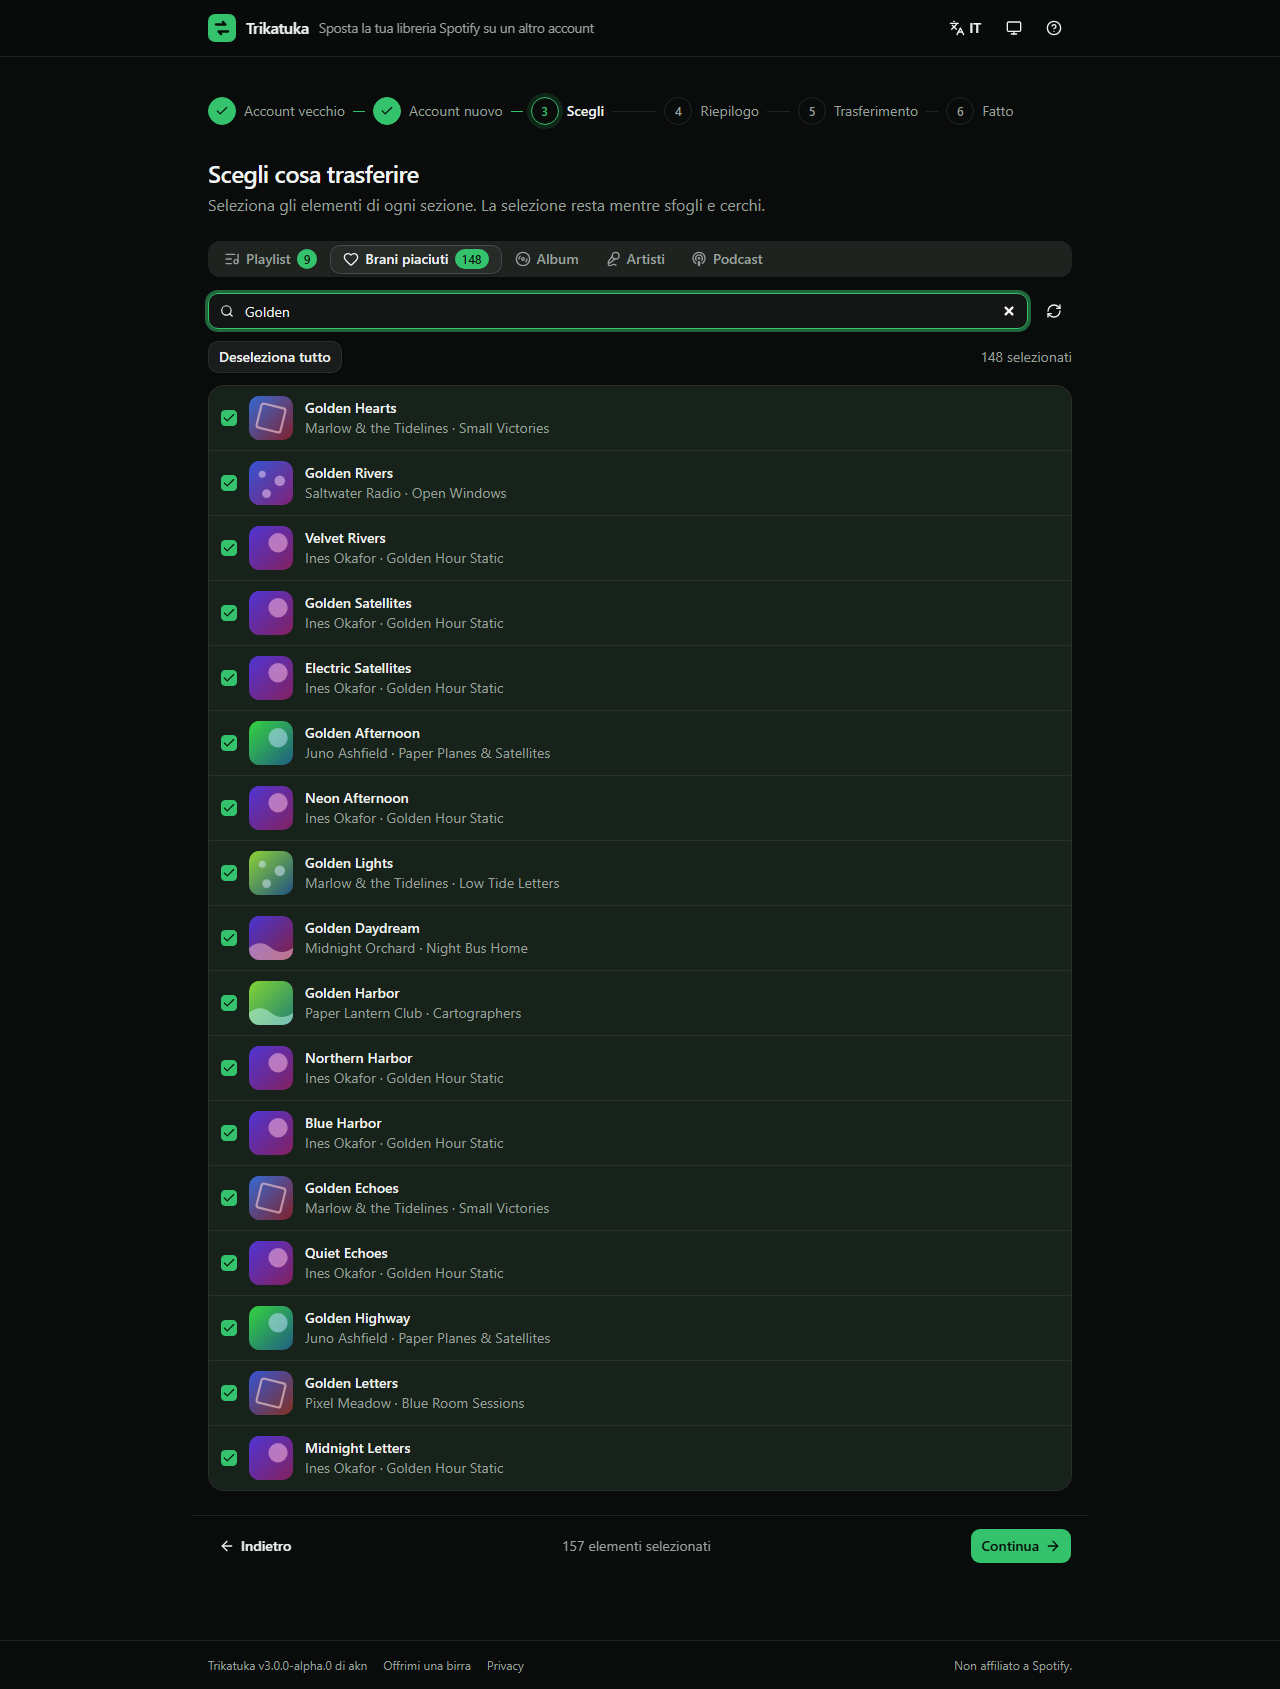 Trikatuka Sposta la tua libreria Spotify su un altro account IT
Account vecchio Account nuovo 3 Scegli 4 Riepilogo 5 Trasferimento 6 Fatto
Scegli cosa trasferire
Seleziona gli elementi di ogni sezione. La selezione resta mentre sfogli e cerchi.
Playlist 9 Brani piaciuti 148 Album Artisti Podcast
Golden
Deseleziona tutto 148 selezionati
Golden Hearts
Marlow & the Tidelines · Small Victories
Golden Rivers
Saltwater Radio · Open Windows
Velvet Rivers
Ines Okafor · Golden Hour Static
Golden Satellites
Ines Okafor · Golden Hour Static
Electric Satellites
Ines Okafor · Golden Hour Static
Golden Afternoon
Juno Ashfield · Paper Planes & Satellites
Neon Afternoon
Ines Okafor · Golden Hour Static
Golden Lights
Marlow & the Tidelines · Low Tide Letters
Golden Daydream
Midnight Orchard · Night Bus Home
Golden Harbor
Paper Lantern Club · Cartographers
Northern Harbor
Ines Okafor · Golden Hour Static
Blue Harbor
Ines Okafor · Golden Hour Static
Golden Echoes
Marlow & the Tidelines · Small Victories
Quiet Echoes
Ines Okafor · Golden Hour Static
Golden Highway
Juno Ashfield · Paper Planes & Satellites
Golden Letters
Pixel Meadow · Blue Room Sessions
Midnight Letters
Ines Okafor · Golden Hour Static
Indietro 157 elementi selezionati Continua
Trikatuka v3.0.0-alpha.0 di akn Offrimi una birra Privacy Non affiliato a Spotify.